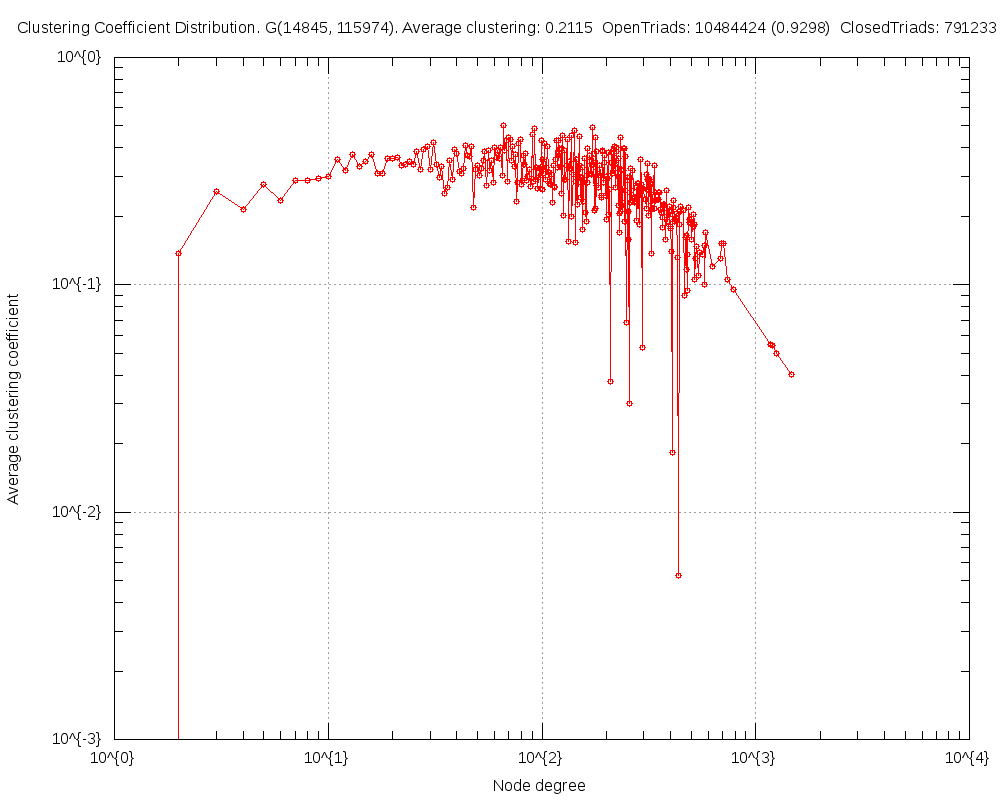 Clustering Coefficient Distribution. G(14845, 115974). Average clustering: 0.2115  OpenTriads: 10484424 (0.9298)  ClosedTriads: 791233
10^{0}
10^{-1}
Average clustering coefficient
10^{-2}
10^{-3}
10^{0} 10^{1} 10^{2} 10^{3} 10^{4}
Node degree